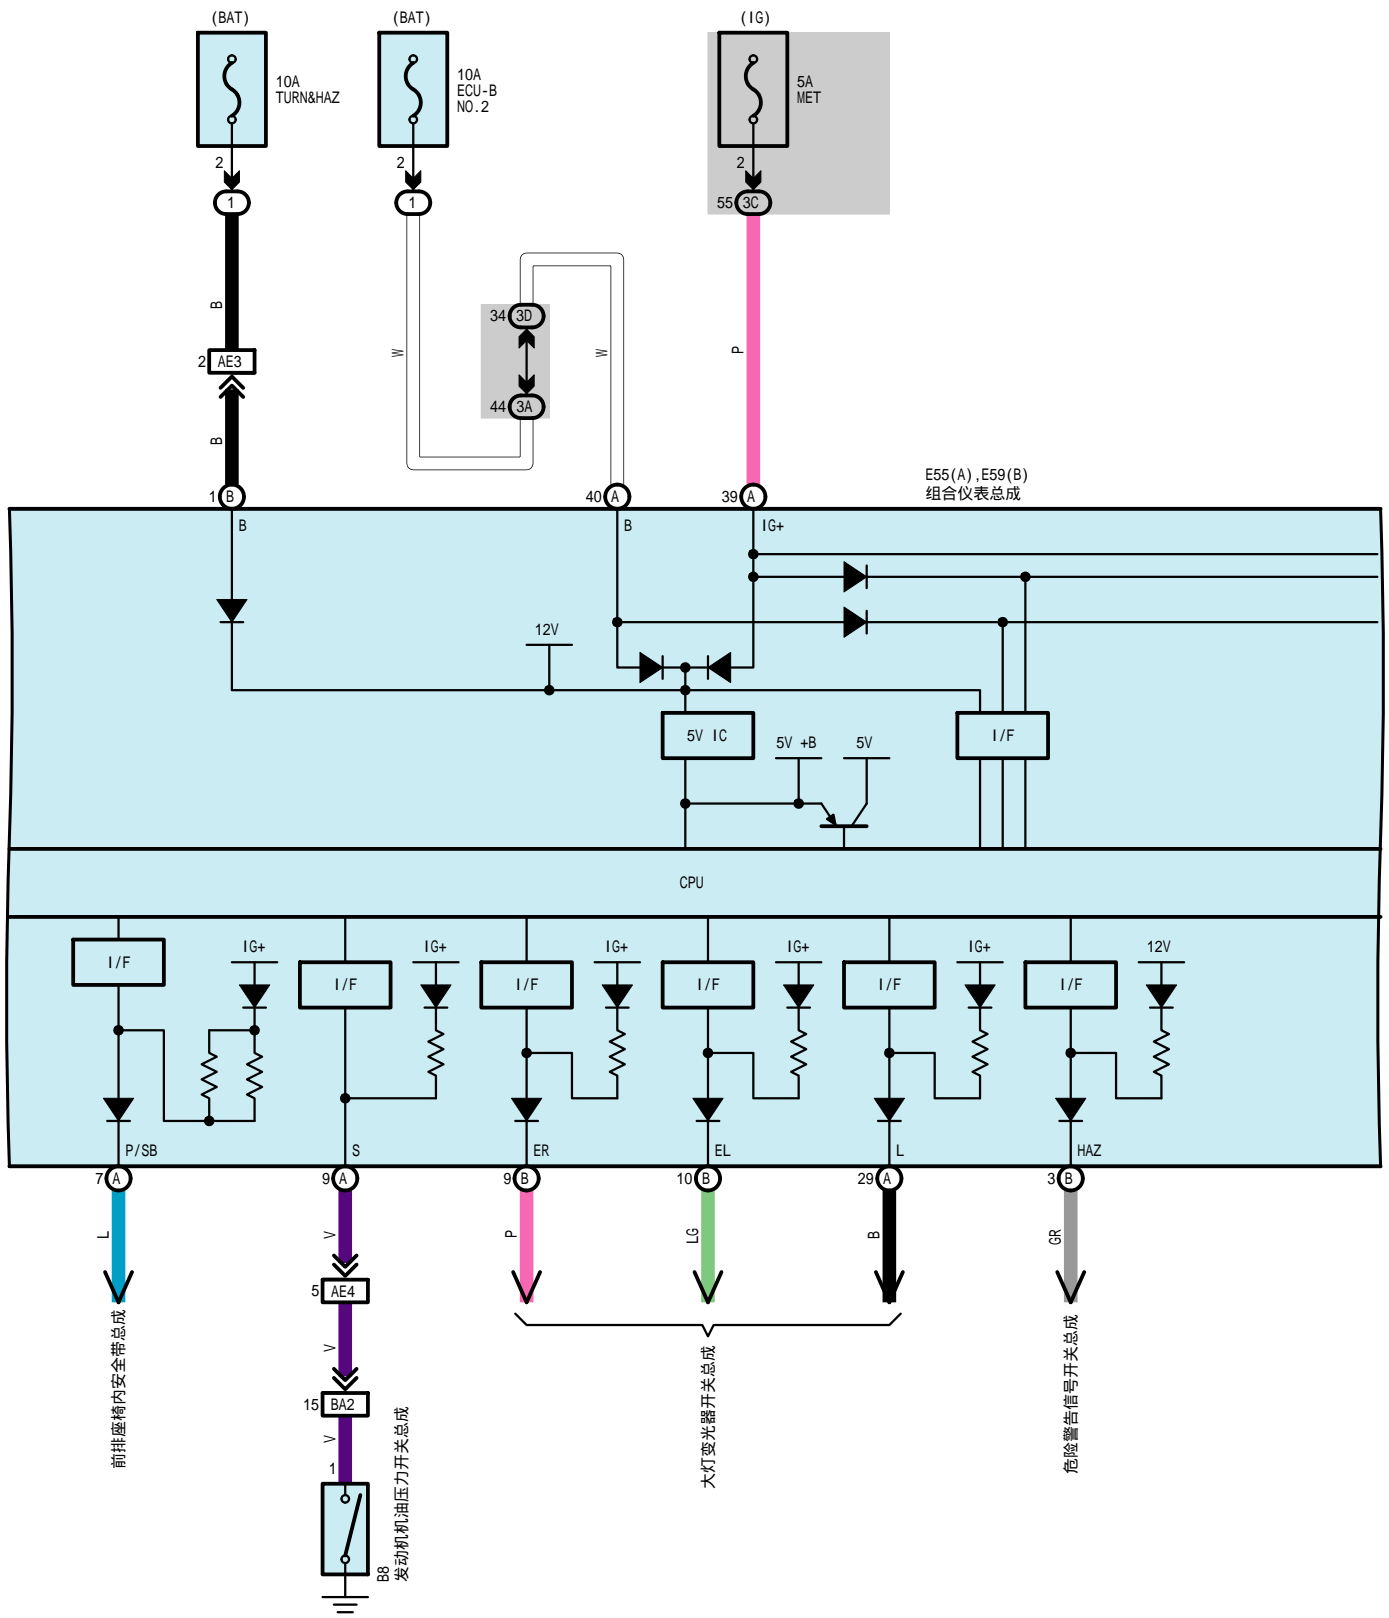 (BAT)
(BAT)
(IG)
10A
TURN&HAZ
10A
ECU-B
NO.2
5A
MET
2
2
2
1
1
55 3C
B
34 3D
W
W
P
2 AE3
44 3A
B
E55(A),E59(B)
组合仪表总成
1 B
40 A
39 A
B
B
IG+
12V
5V IC
5V +B
5V
I/F
CPU
I/F
IG+
I/F
IG+
I/F
IG+
I/F
IG+
I/F
IG+
I/F
12V
P/SB
S
ER
EL
L
HAZ
7 A
9 A
9 B
10 B
29 A
3 B
L
V
P
LG
B
GR
5 AE4
V
15 BA2
V
1
前排座椅内安全带总成
B8
发动机机油压力开关总成
大灯变光器开关总成
危险警告信号开关总成